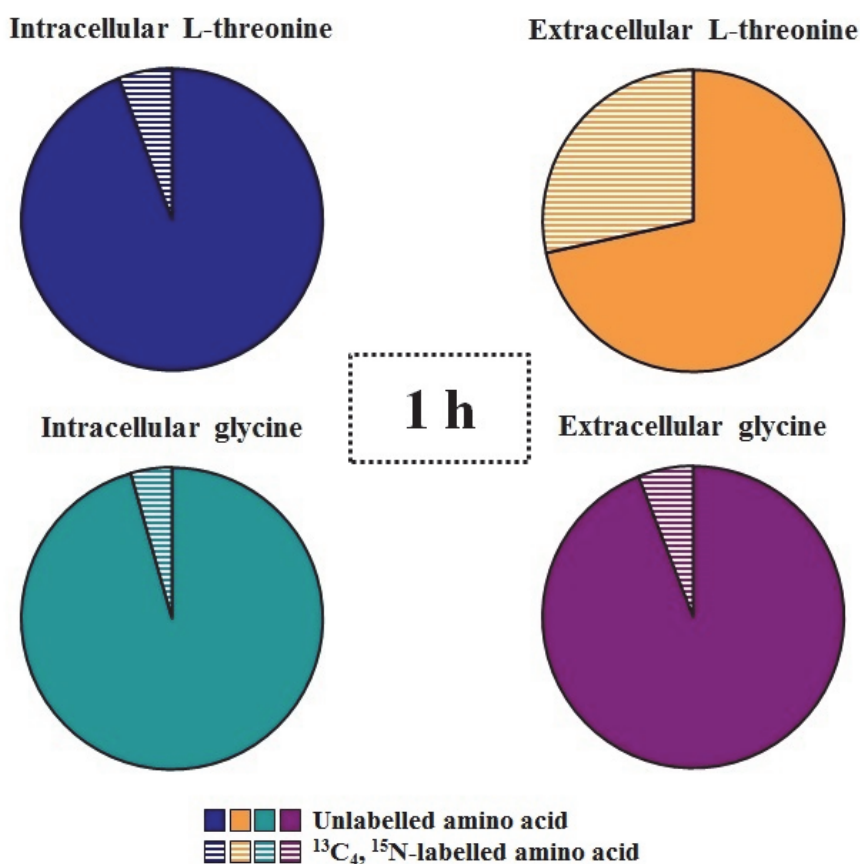 Intracellular L-threonine
Extracellular L-threonine
1 h
Intracellular glycine
Extracellular glycine
Unlabelled amino acid
¹³C₄, ¹⁵N-labelled amino acid